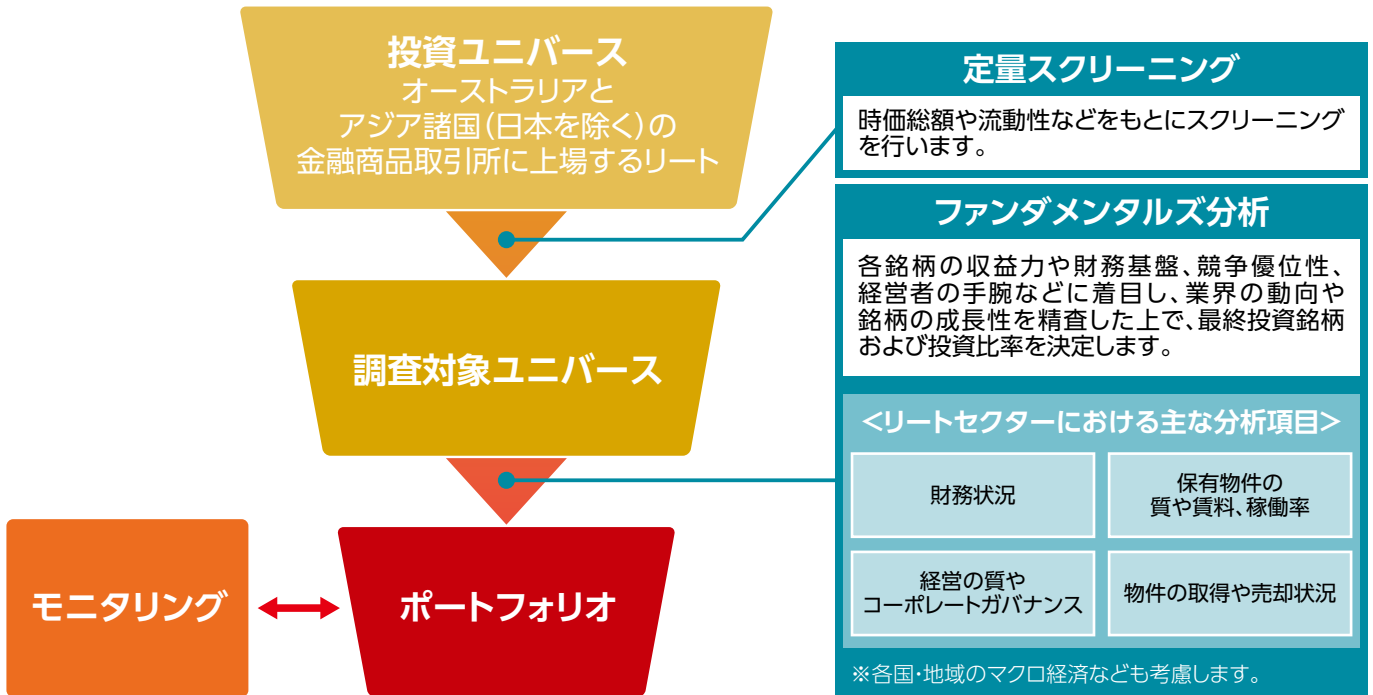 投資ユニバース
オーストラリアと
アジア諸国(日本を除く)の
金融商品取引所に上場するリート
定量スクリーニング
時価総額や流動性などをもとにスクリーニング
を行います。
調査対象ユニバース
ファンダメンタルズ分析
各銘柄の収益力や財務基盤、競争優位性、
経営者の手腕などに着目し、業界の動向や
銘柄の成長性を精査した上で、最終投資銘柄
および投資比率を決定します。
<リートセクターにおける主な分析項目>
財務状況
保有物件の
質や賃料、稼働率
経営の質や
コーポレートガバナンス
物件の取得や売却状況
※各国・地域のマクロ経済なども考慮します。
モニタリング
ポートフォリオ